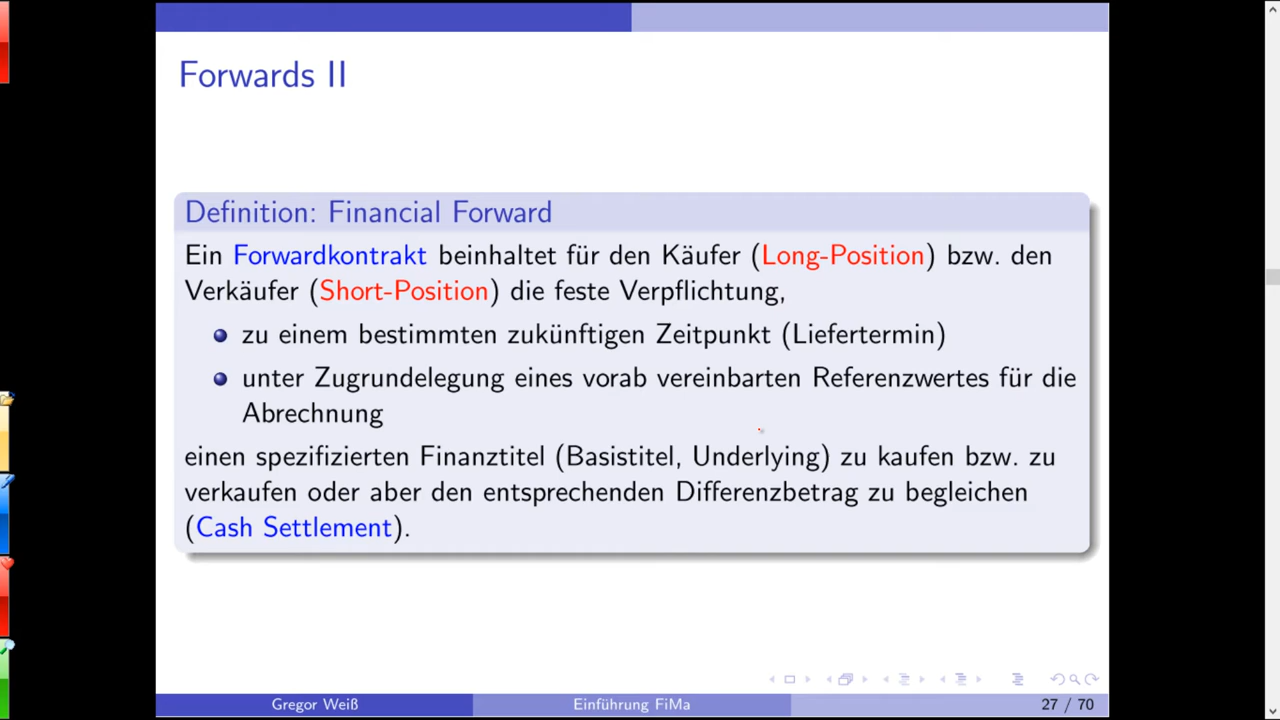 Forwards II
Definition: Financial Forward
Ein Forwardkontrakt beinhaltet für den Käufer (Long-Position) bzw. den
Verkäufer (Short-Position) die feste Verpflichtung,
zu einem bestimmten zukünftigen Zeitpunkt (Liefertermin)
unter Zugrundelegung eines vorab vereinbarten Referenzwertes für die
Abrechnung
einen spezifizierten Finanztitel (Basistitel, Underlying) zu kaufen bzw. zu
verkaufen oder aber den entsprechenden Differenzbetrag zu begleichen
(Cash Settlement).
Gregor Weiß Einführung FiMa 27 / 70